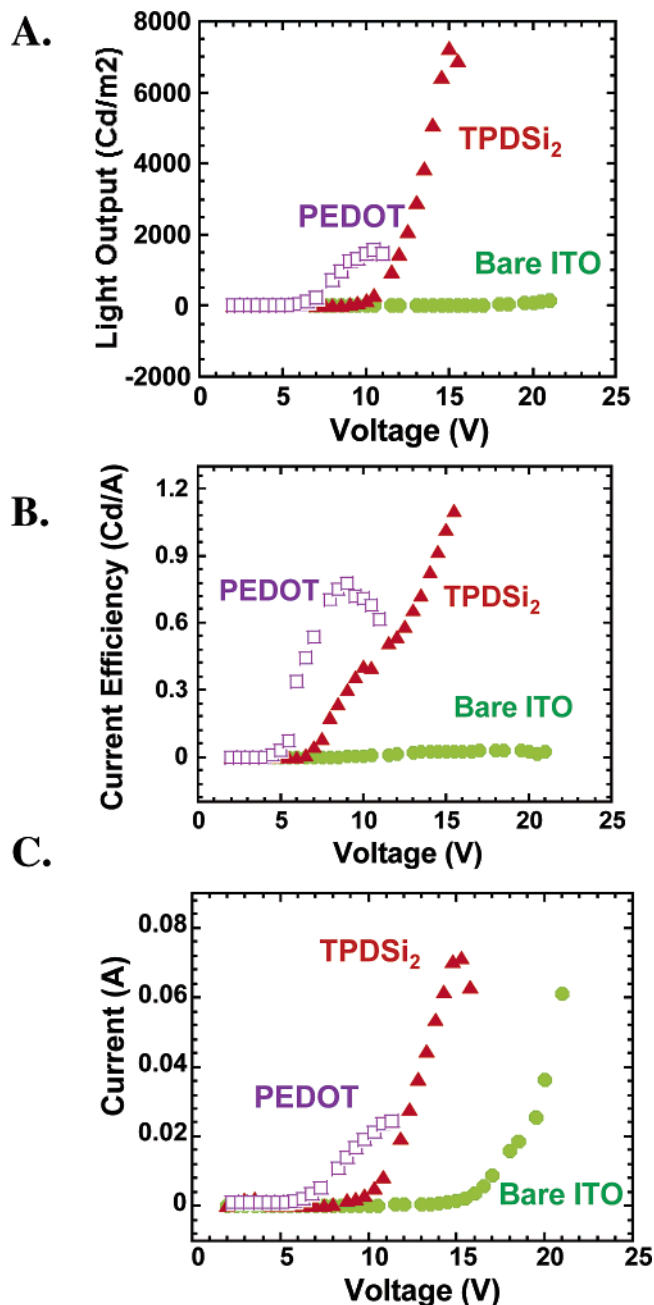 A.
8000
6000
4000
2000
0
-2000
Light Output (Cd/m2)
TPDSi₂
PEDOT
Bare ITO
0 5 10 15 20 25
Voltage (V)
B.
1.2
0.9
0.6
0.3
0
Current Efficiency (Cd/A)
PEDOT
TPDSi₂
Bare ITO
0 5 10 15 20 25
Voltage (V)
C.
0.08
0.06
0.04
0.02
0
Current (A)
TPDSi₂
PEDOT
Bare ITO
0 5 10 15 20 25
Voltage (V)